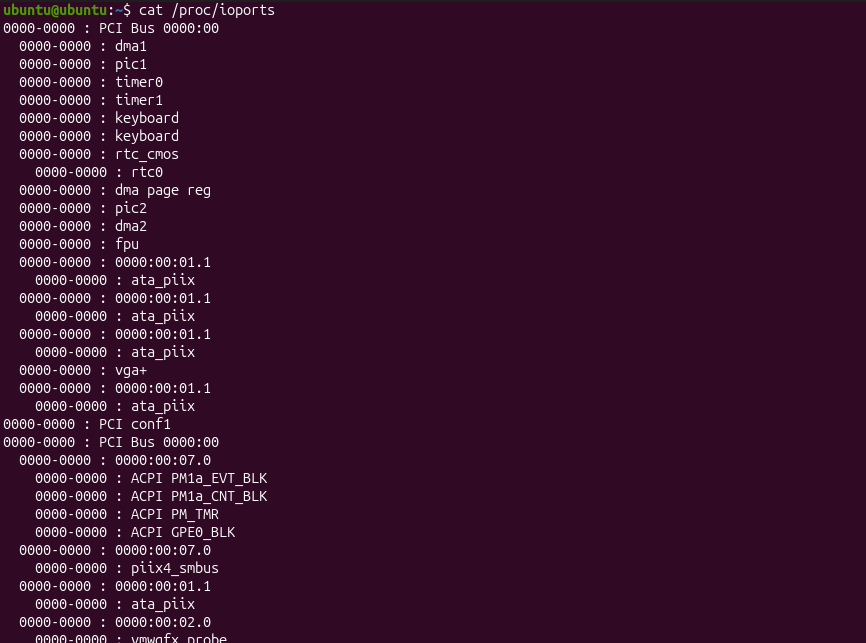 ubuntu@ubuntu:~$ cat /proc/ioports
0000-0000 : PCI Bus 0000:00
  0000-0000 : dma1
  0000-0000 : pic1
  0000-0000 : timer0
  0000-0000 : timer1
  0000-0000 : keyboard
  0000-0000 : keyboard
  0000-0000 : rtc_cmos
    0000-0000 : rtc0
  0000-0000 : dma page reg
  0000-0000 : pic2
  0000-0000 : dma2
  0000-0000 : fpu
  0000-0000 : 0000:00:01.1
    0000-0000 : ata_piix
  0000-0000 : 0000:00:01.1
    0000-0000 : ata_piix
  0000-0000 : 0000:00:01.1
    0000-0000 : ata_piix
  0000-0000 : vga+
  0000-0000 : 0000:00:01.1
    0000-0000 : ata_piix
0000-0000 : PCI conf1
0000-0000 : PCI Bus 0000:00
  0000-0000 : 0000:00:07.0
    0000-0000 : ACPI PM1a_EVT_BLK
    0000-0000 : ACPI PM1a_CNT_BLK
    0000-0000 : ACPI PM_TMR
    0000-0000 : ACPI GPE0_BLK
  0000-0000 : 0000:00:07.0
    0000-0000 : piix4_smbus
  0000-0000 : 0000:00:01.1
    0000-0000 : ata_piix
  0000-0000 : 0000:00:02.0
    0000-0000 : vmwgfx probe